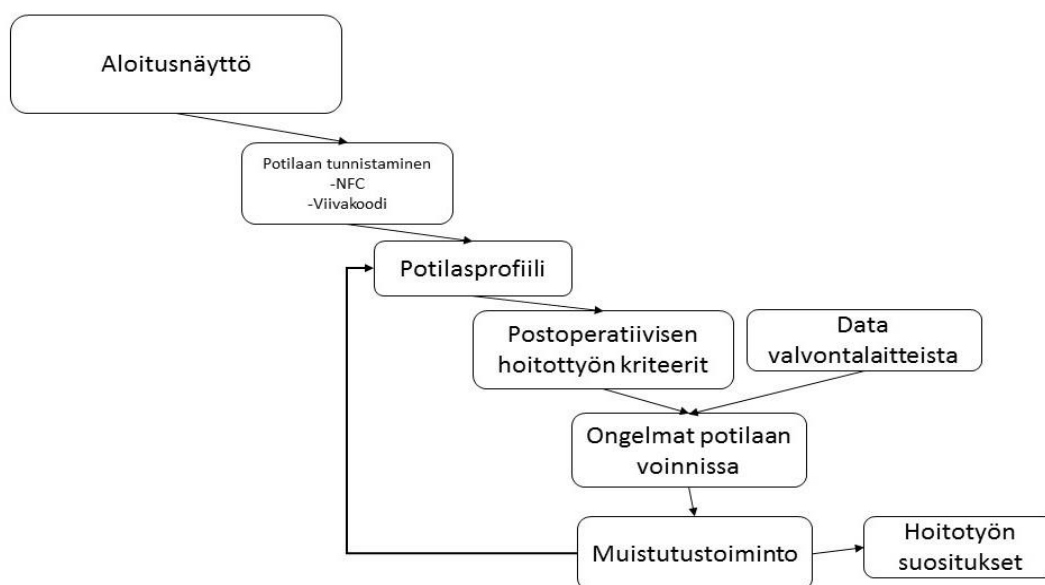 Aloitusnäyttö
Potilaan tunnistaminen
-NFC
-Viivakoodi
Potilasprofiili
Postoperatiivisen
hoitottyön kriteerit
Data
valvontalaitteista
Ongelmat potilaan
voinnissa
Muistutustoiminto
Hoitotyön
suositukset